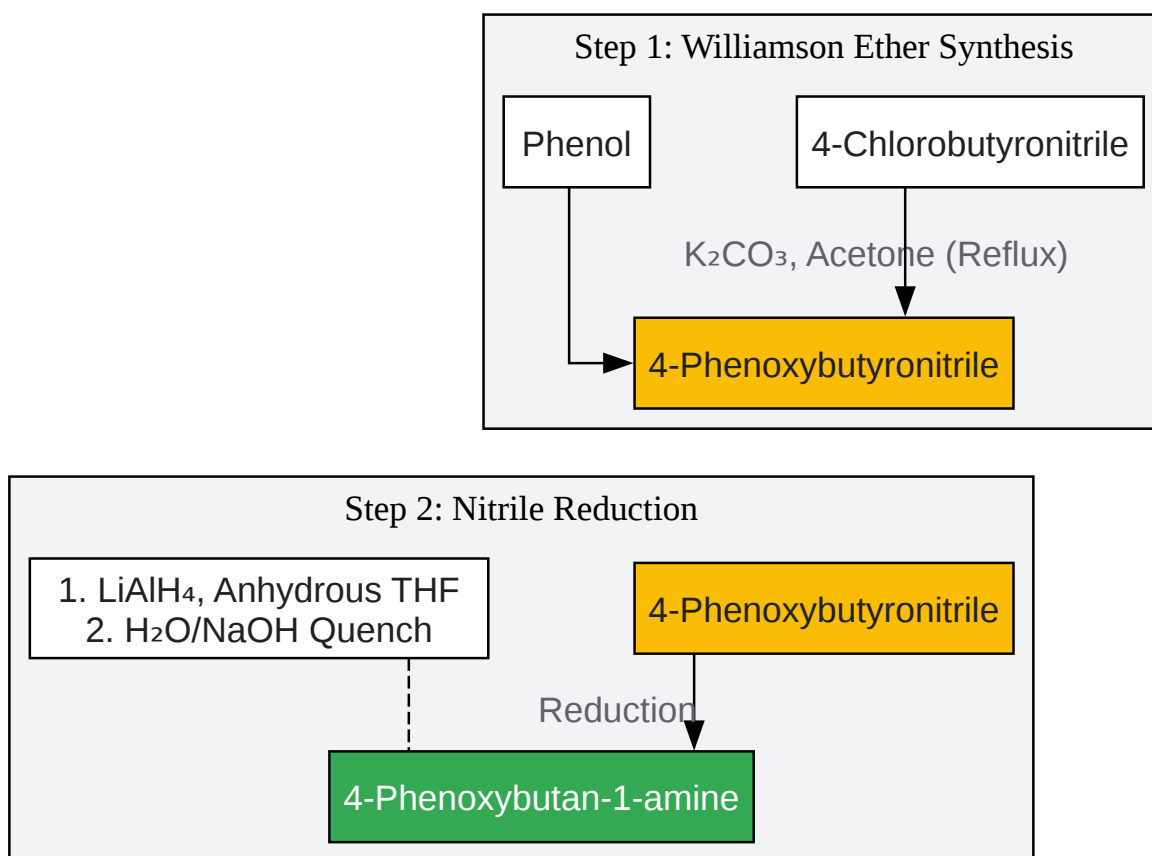 Step 1: Williamson Ether Synthesis
Phenol
4-Chlorobutyronitrile
K₂CO₃, Acetone (Reflux)
4-Phenoxybutyronitrile
Step 2: Nitrile Reduction
1. LiAlH₄, Anhydrous THF
2. H₂O/NaOH Quench
4-Phenoxybutyronitrile
Reduction
4-Phenoxybutan-1-amine